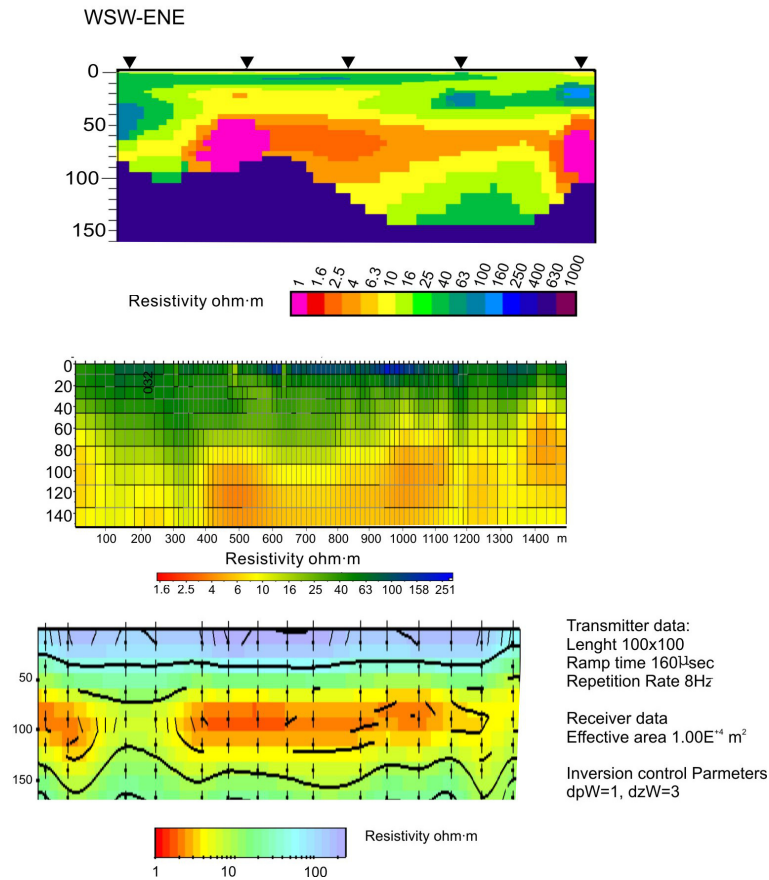 WSW-ENE
0
50
100
150
Resistivity ohm·m
1 1.6 2.5 4 6.3 10 16 25 40 63 100 160 250 400 630 1000
0
20
40
60
80
100
120
140
032
100 200 300 400 500 600 700 800 900 1000 1100 1200 1300 1400 m
Resistivity ohm·m
1.6 2.5 4 6 10 16 25 40 63 100 158 251
50
100
150
Transmitter data:
Lenght 100x100
Ramp time 160 sec
Repetition Rate 8Hz
Receiver data
Effective area 1.00E⁺⁴ m²
Inversion control Parmeters
dpW=1, dzW=3
Resistivity ohm·m
1 10 100